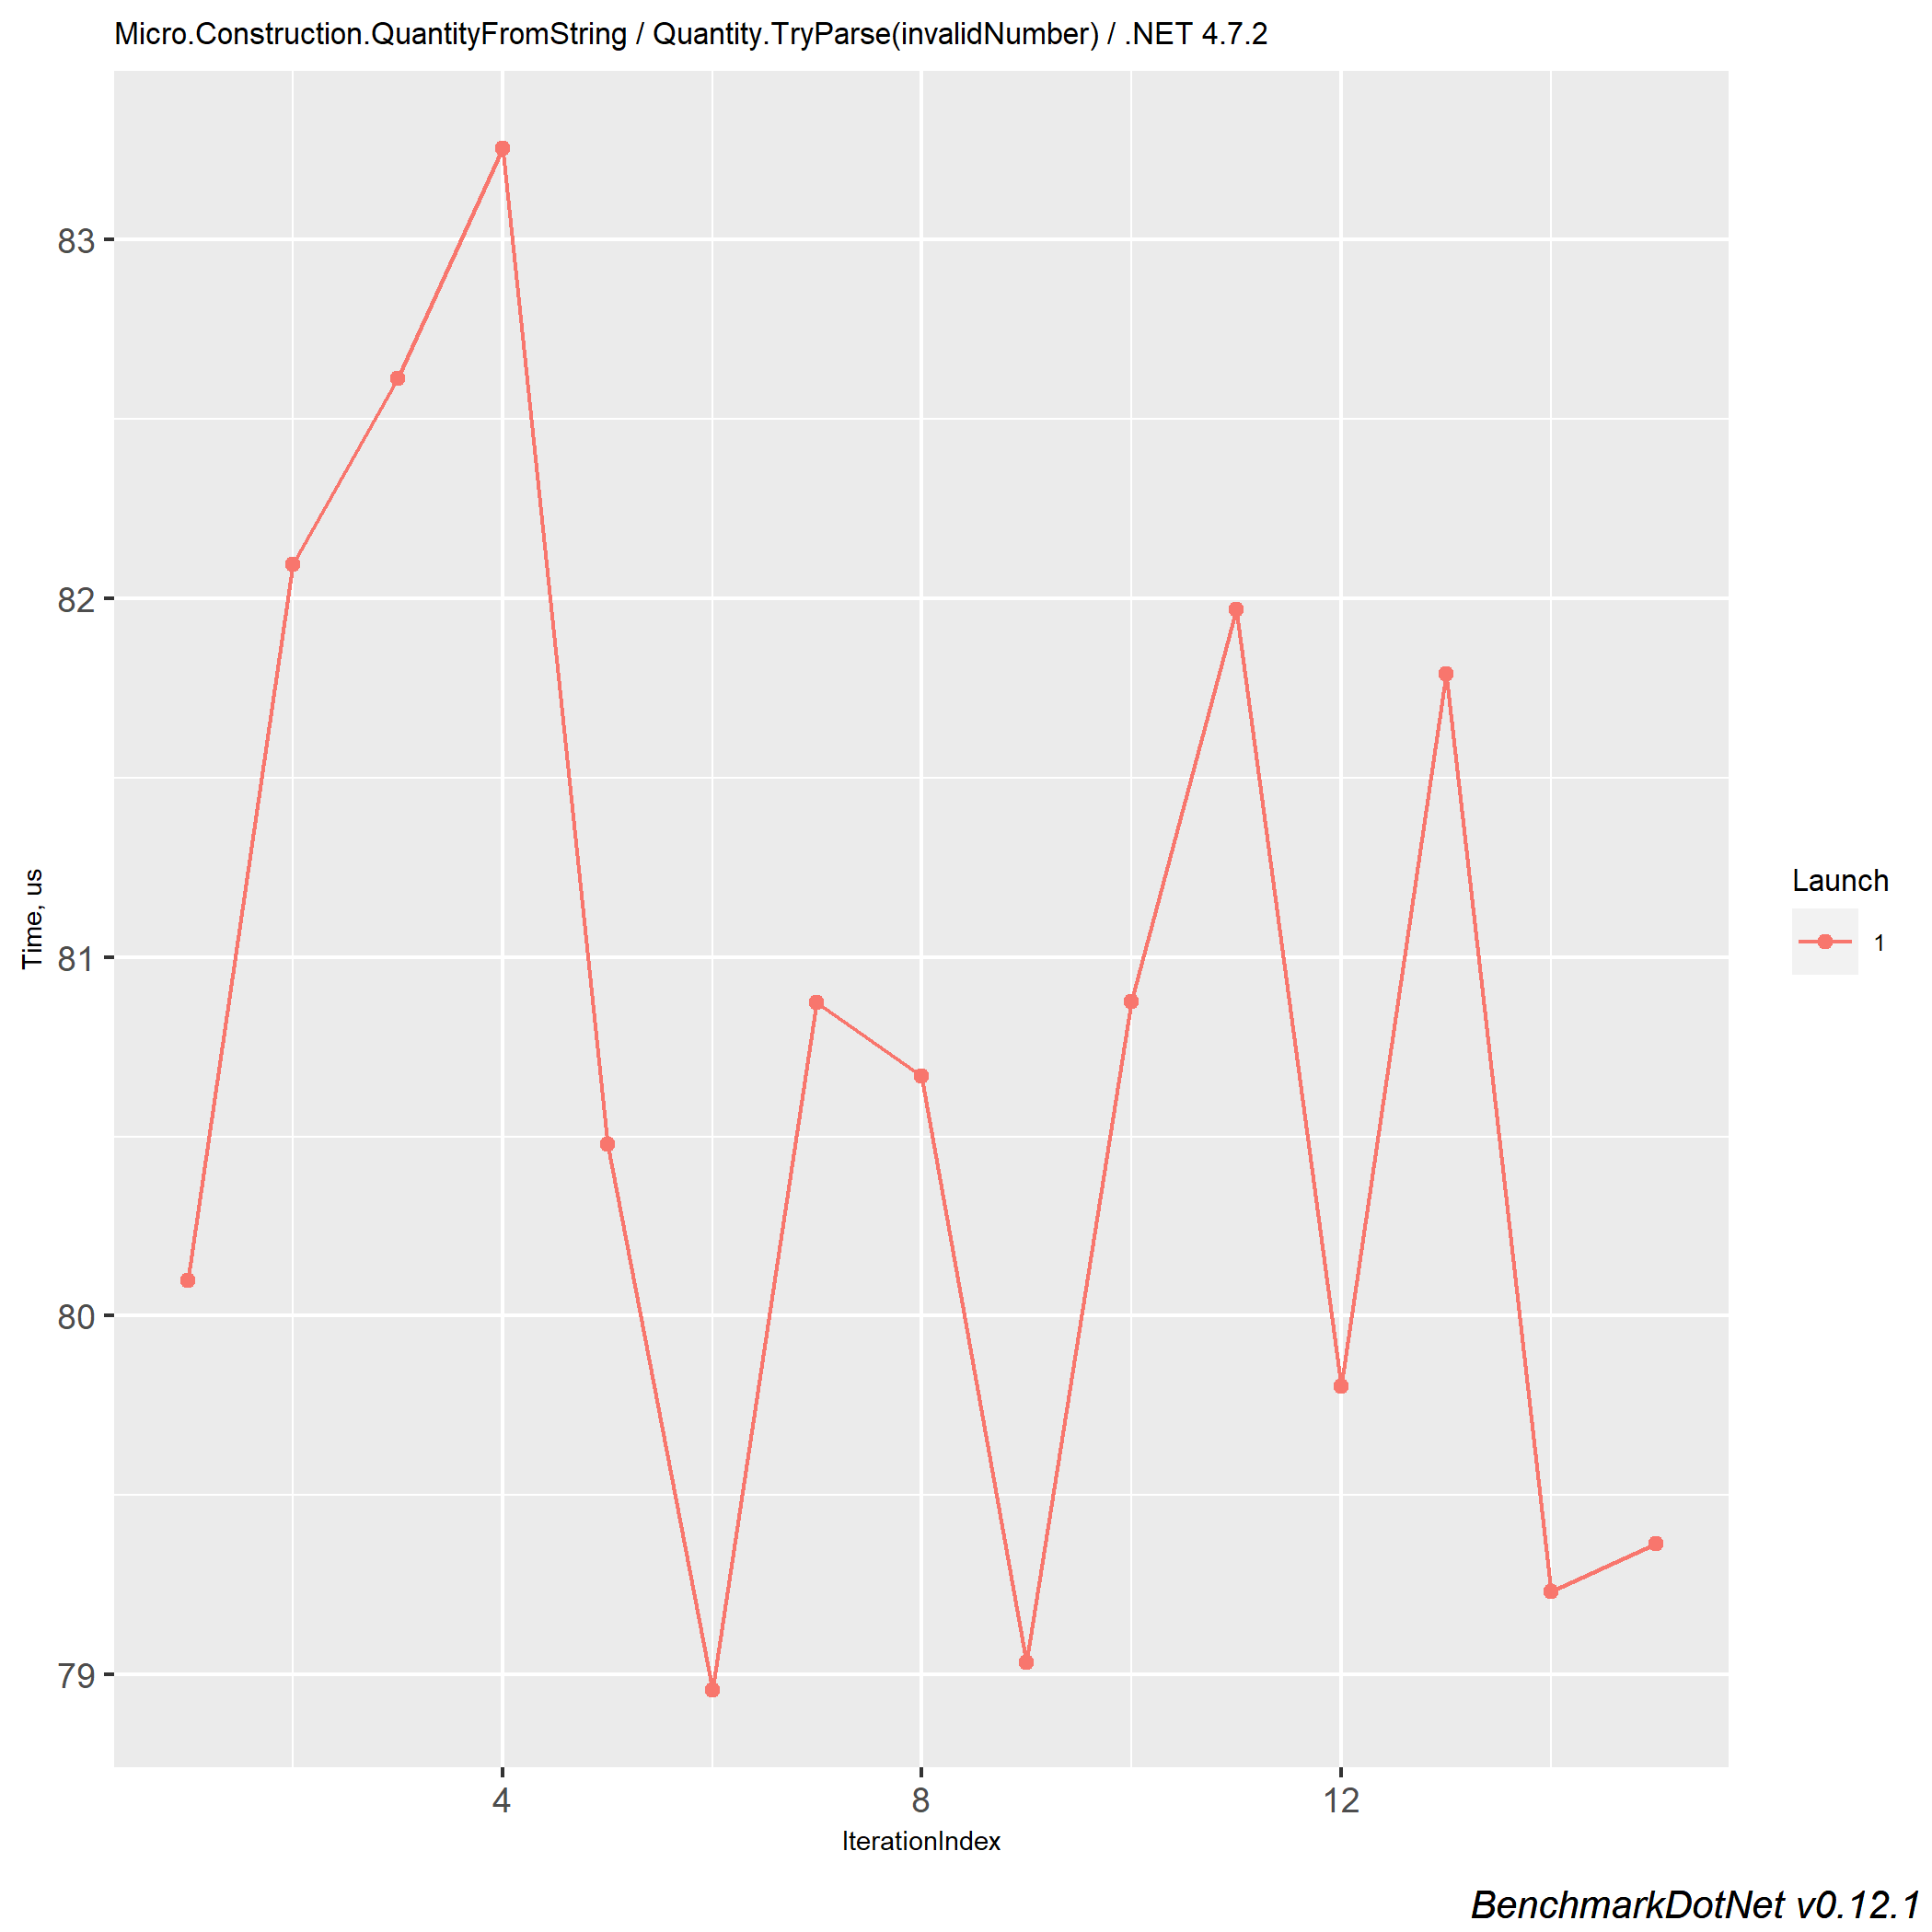 Micro.Construction.QuantityFromString / Quantity.TryParse(invalidNumber) / .NET 4.7.2
83
82
81
80
79
Time, us
4
8
12
IterationIndex
Launch
1
BenchmarkDotNet v0.12.1